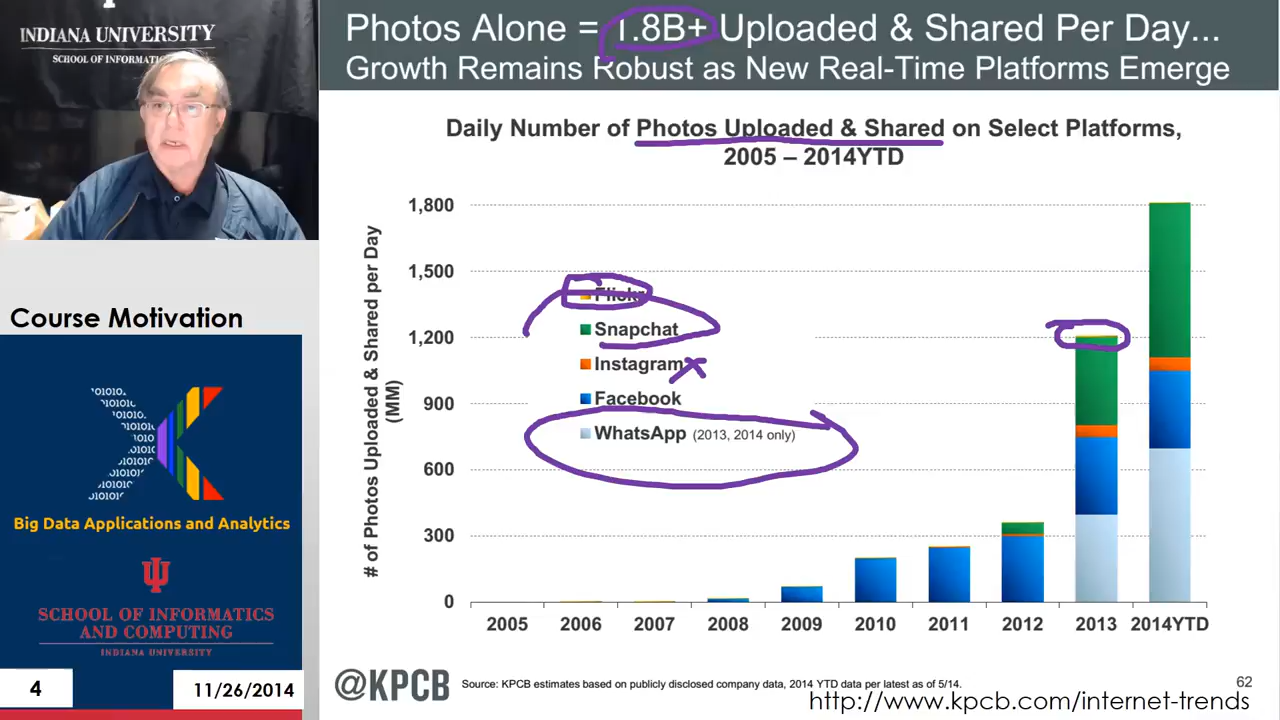 INDIANA UNIVERSITY
SCHOOL OF INFORMA
Photos Alone = 1.8B+ Uploaded & Shared Per Day...
Growth Remains Robust as New Real-Time Platforms Emerge
Daily Number of Photos Uploaded & Shared on Select Platforms,
2005 – 2014YTD
# of Photos Uploaded & Shared per Day
(MM)
1,800
1,500
1,200
900
600
300
0
Flickr
Snapchat
Instagram
Facebook
WhatsApp (2013, 2014 only)
2005 2006 2007 2008 2009 2010 2011 2012 2013 2014YTD
@KPCB
Source: KPCB estimates based on publicly disclosed company data, 2014 YTD data per latest as of 5/14.
62
http://www.kpcb.com/internet-trends
Course Motivation
Big Data Applications and Analytics
SCHOOL OF INFORMATICS
AND COMPUTING
INDIANA UNIVERSITY
4
11/26/2014